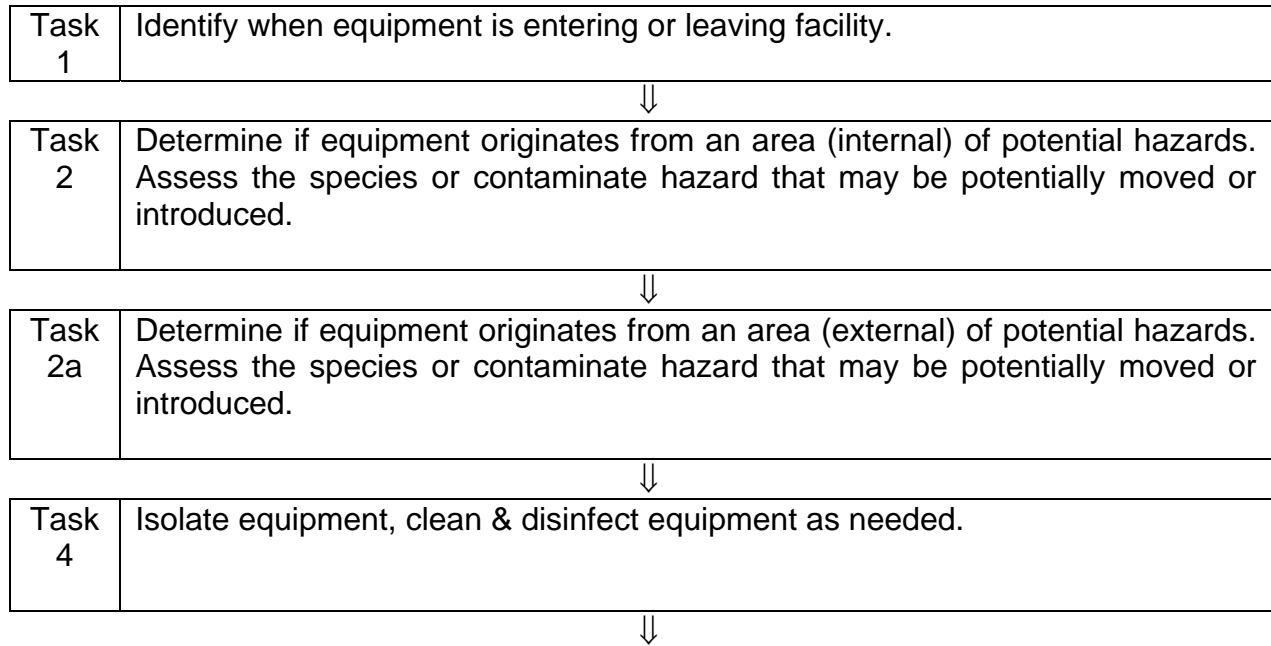 Task 1 Identify when equipment is entering or leaving facility.
⇓
Task 2 Determine if equipment originates from an area (internal) of potential hazards.
Assess the species or contaminate hazard that may be potentially moved or
introduced.
⇓
Task 2a Determine if equipment originates from an area (external) of potential hazards.
Assess the species or contaminate hazard that may be potentially moved or
introduced.
⇓
Task 4 Isolate equipment, clean & disinfect equipment as needed.
⇓